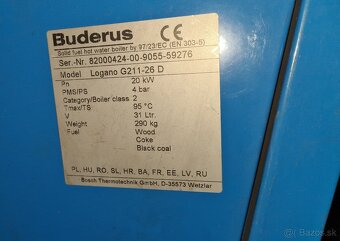 Buderus CE
Solid fuel hot water boiler by 97/23/EC (EN 303-5)
Ser.-Nr. 82000424-00-9055-59276
Model Logano G211-26 D
Pn 20 kW
PMS/PS 4 bar
Category/Boiler class 2
Tmax/TS: 95 °C
V 31 Ltr.
Weight 290 kg
Fuel Wood
Coke
Black coal
PL, HU, RO, SL, HR, BA, FR, EE, LV, RU
Bosch Thermotechnik GmbH, D-35573 Wetzlar
Bazos.sk